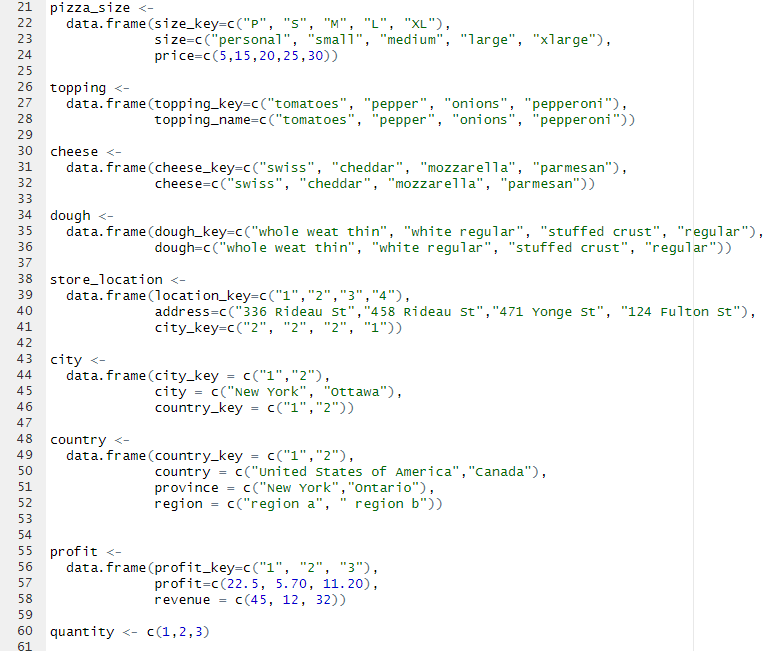 21 pizza_size <-
22   data.frame(size_key=c("P", "S", "M", "L", "XL"),
23              size=c("personal", "small", "medium", "large", "xlarge"),
24              price=c(5,15,20,25,30))
25
26 topping <-
27   data.frame(topping_key=c("tomatoes", "pepper", "onions", "pepperoni"),
28              topping_name=c("tomatoes", "pepper", "onions", "pepperoni"))
29
30 cheese <-
31   data.frame(cheese_key=c("swiss", "cheddar", "mozzarella", "parmesan"),
32              cheese=c("swiss", "cheddar", "mozzarella", "parmesan"))
33
34 dough <-
35   data.frame(dough_key=c("whole weat thin", "white regular", "stuffed crust", "regular"),
36              dough=c("whole weat thin", "white regular", "stuffed crust", "regular"))
37
38 store_location <-
39   data.frame(location_key=c("1","2","3","4"),
40              address=c("336 Rideau St","458 Rideau St","471 Yonge St", "124 Fulton St"),
41              city_key=c("2", "2", "2", "1"))
42
43 city <-
44   data.frame(city_key = c("1","2"),
45              city = c("New York", "Ottawa"),
46              country_key = c("1","2"))
47
48 country <-
49   data.frame(country_key = c("1","2"),
50              country = c("United States of America","Canada"),
51              province = c("New York","Ontario"),
52              region = c("region a", " region b"))
53
54
55 profit <-
56   data.frame(profit_key=c("1", "2", "3"),
57              profit=c(22.5, 5.70, 11.20),
58              revenue = c(45, 12, 32))
59
60 quantity <- c(1,2,3)
61